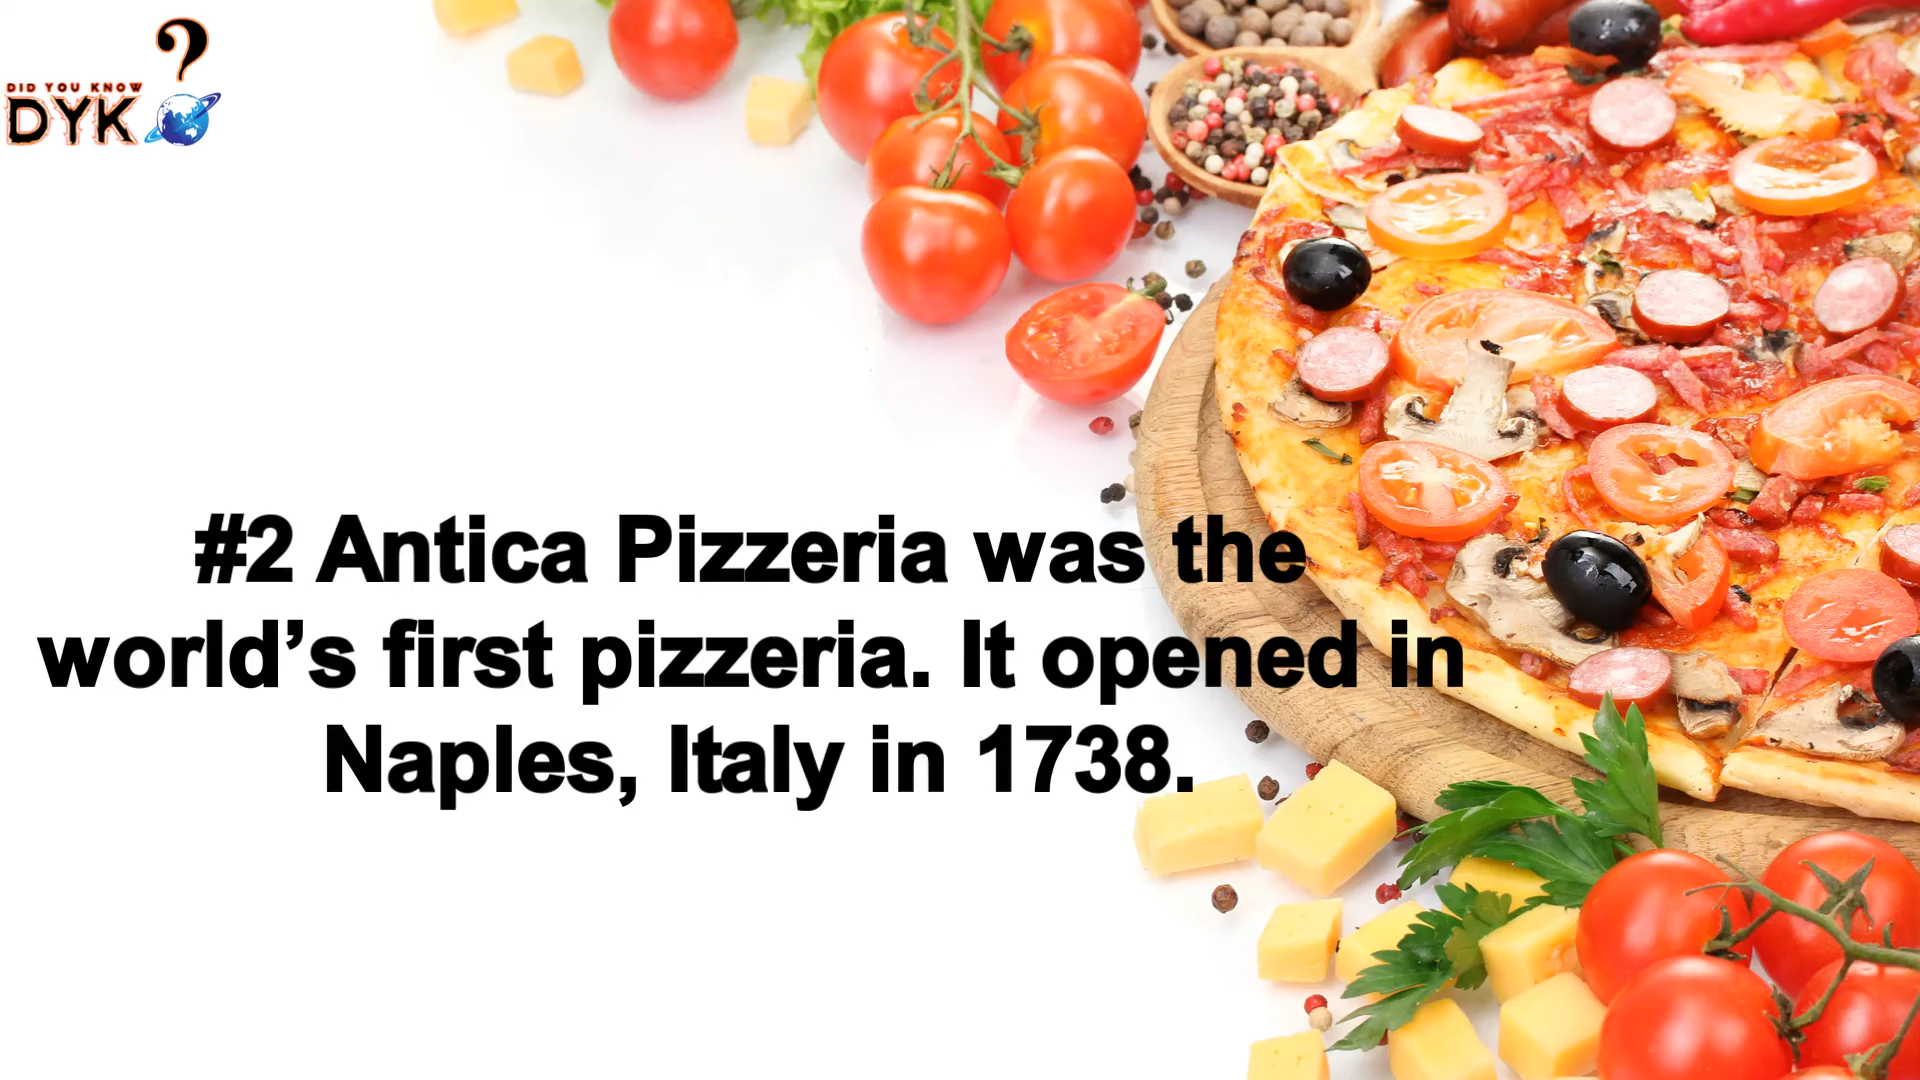 ?
DID YOU KNOW
DYK
#2 Antica Pizzeria was the
world’s first pizzeria. It opened in
Naples, Italy in 1738.